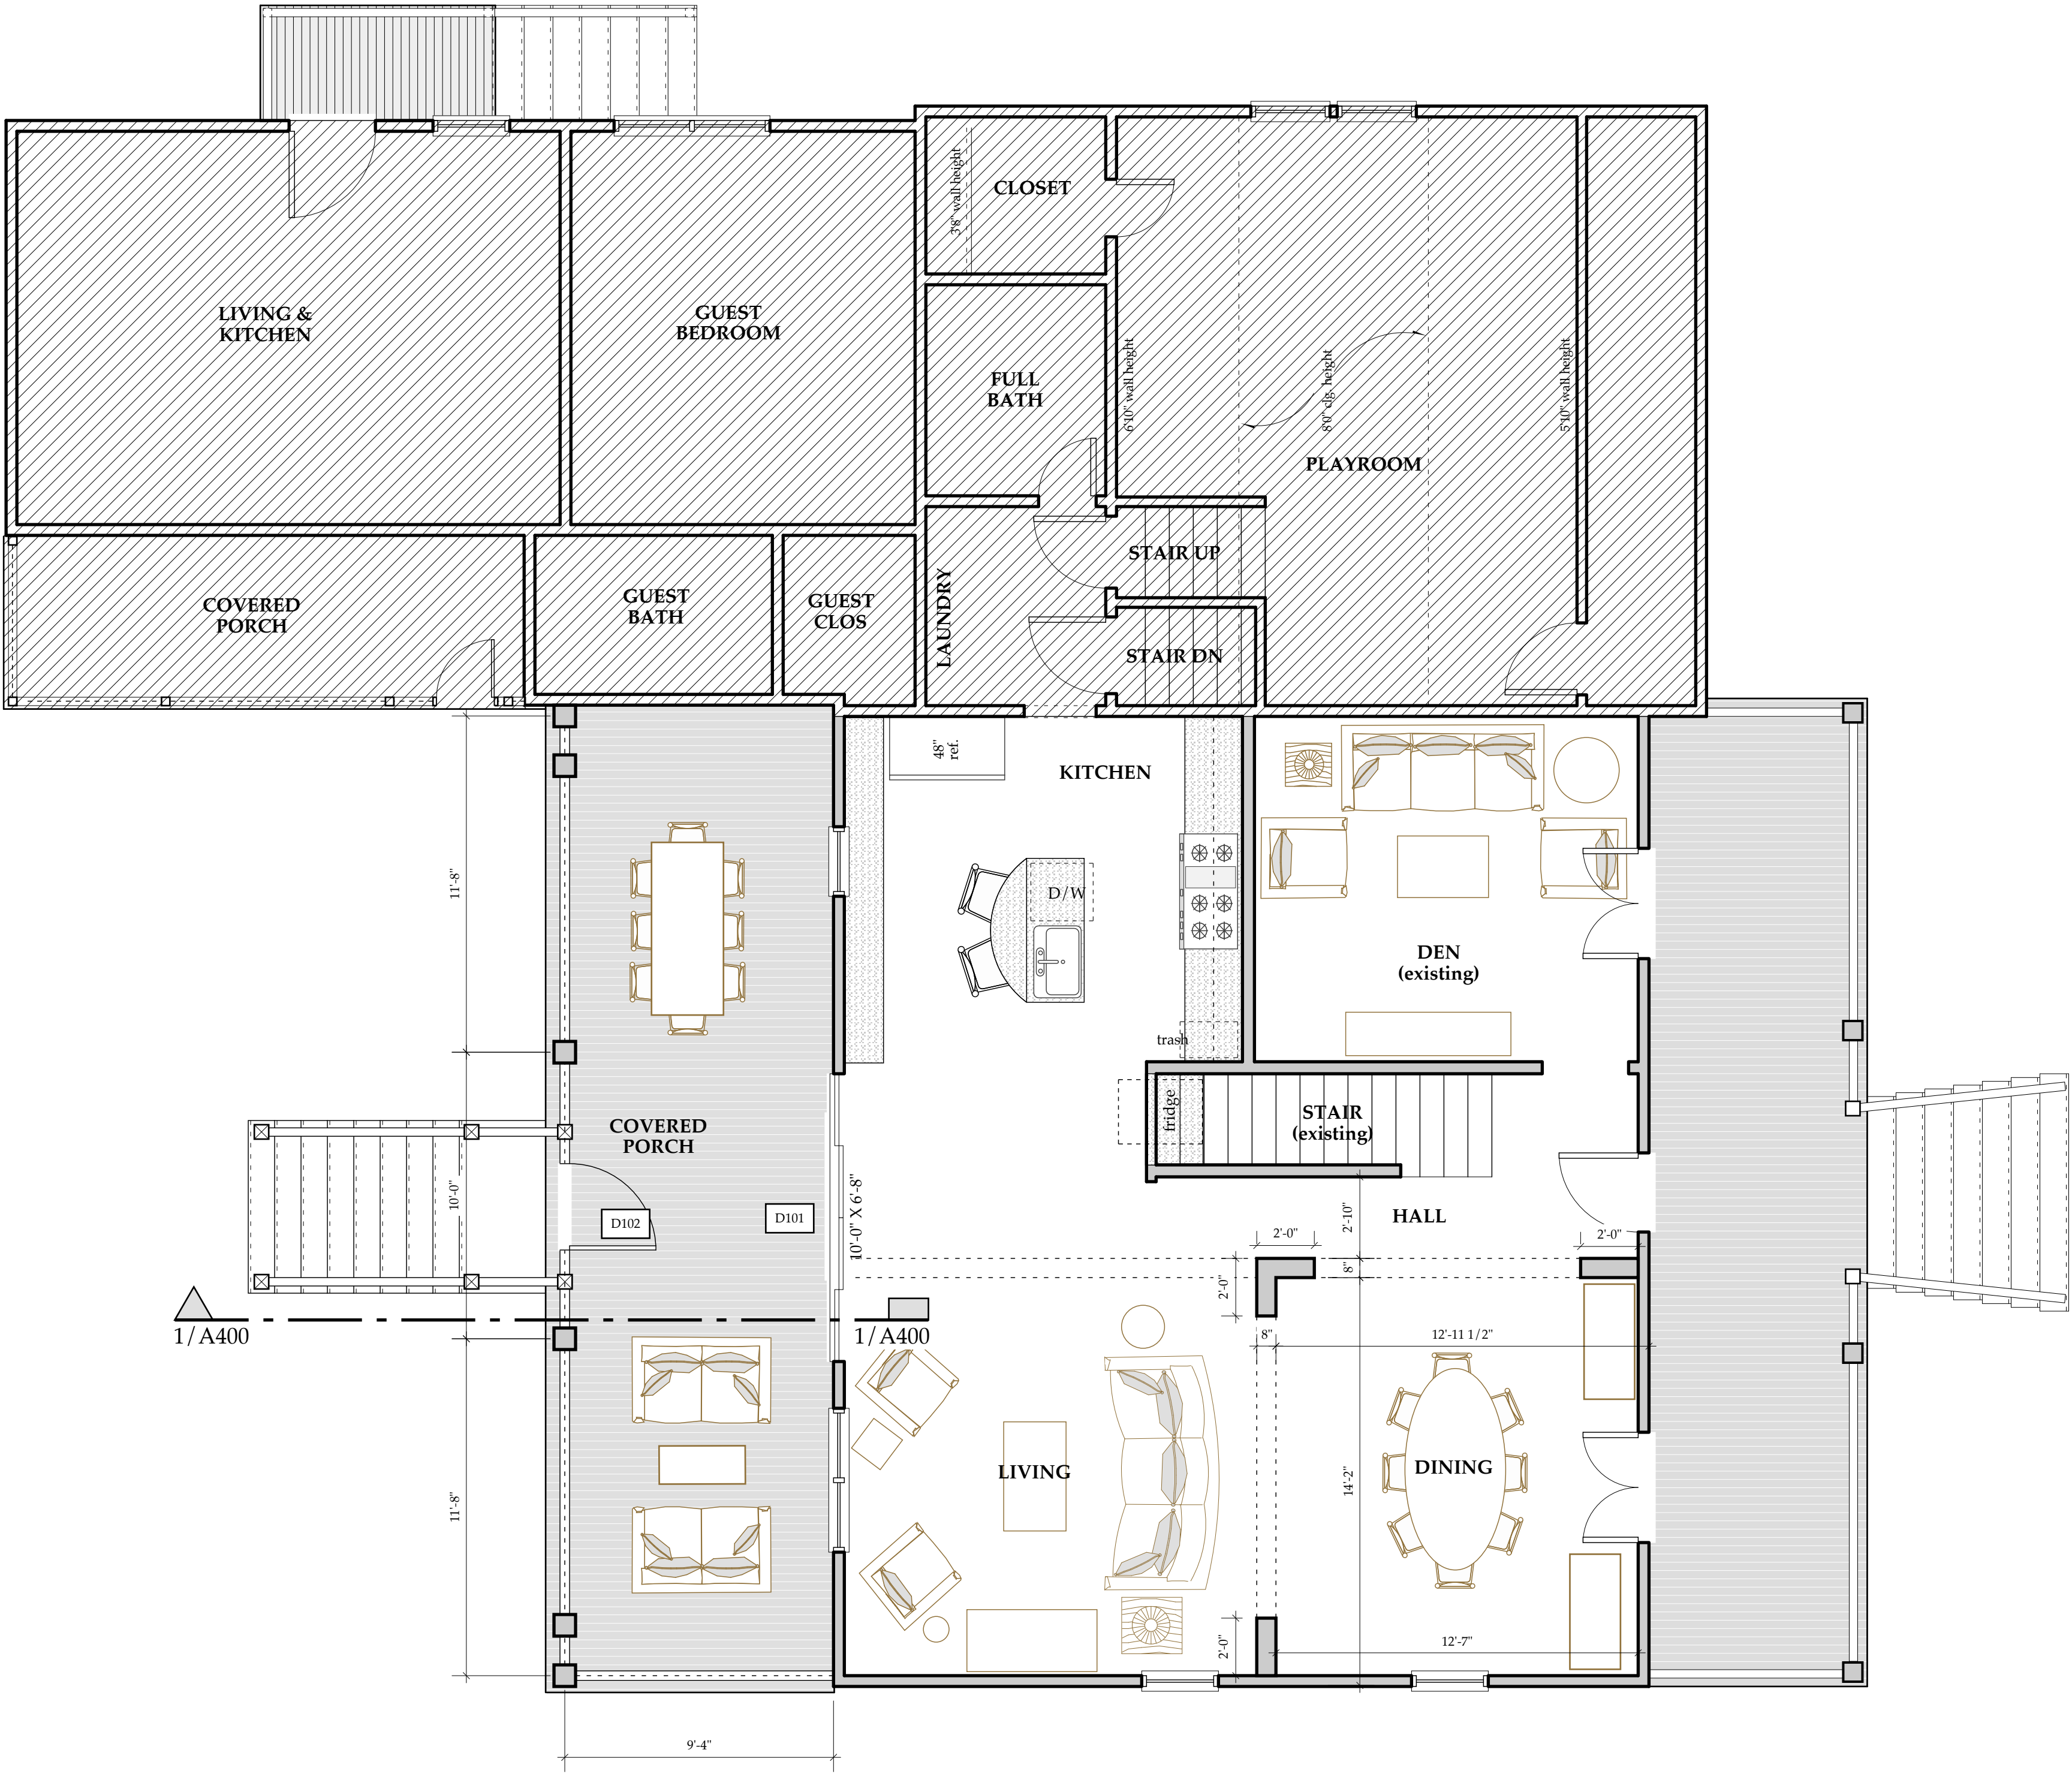 3'8" wall height
CLOSET
LIVING &
KITCHEN
GUEST
BEDROOM
FULL
BATH
6'10" wall height
8'0" clg. height
5'10" wall height
PLAYROOM
STAIR UP
COVERED
PORCH
GUEST
BATH
GUEST
CLOS
LAUNDRY
STAIR DN
48"
ref.
KITCHEN
11'-8"
D/W
DEN
(existing)
trash
COVERED
PORCH
fridge
STAIR
(existing)
10'-0"
D102
D101
10'-0" X 6'-8"
2'-10"
HALL
2'-0"
2'-0"
8"
2'-0"
1/A400
1/A400
8"
12'-11 1/2"
11'-8"
LIVING
14'-2"
DINING
2'-0"
12'-7"
9'-4"